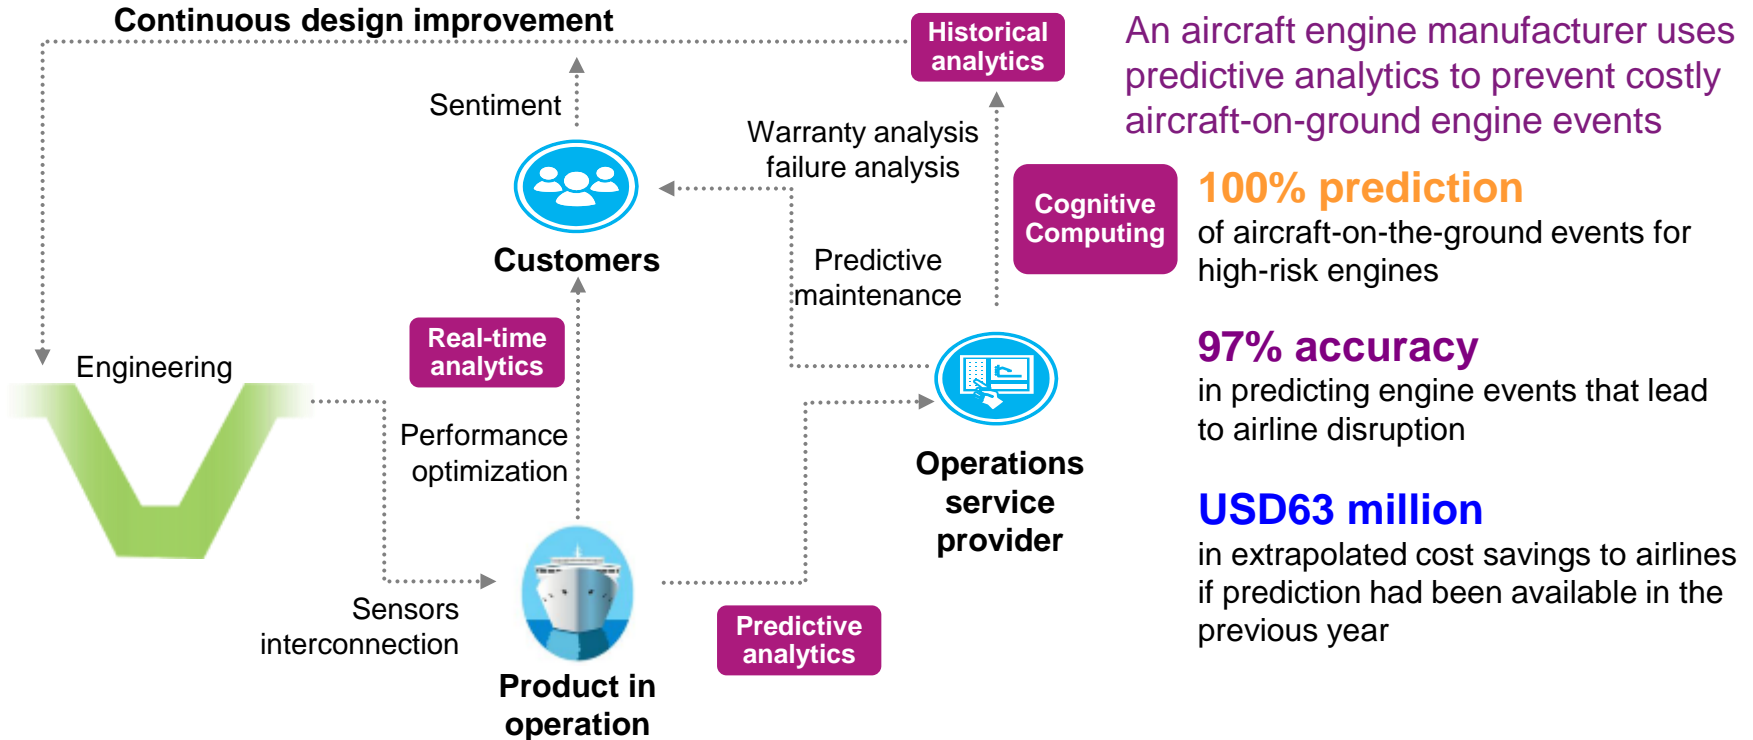 Continuous design improvement
Historical
analytics
Sentiment
Warranty analysis
failure analysis
Customers
Predictive
maintenance
Cognitive
Computing
Real-time
analytics
Engineering
Performance
optimization
Operations
service
provider
Sensors
interconnection
Predictive
analytics
Product in
operation
An aircraft engine manufacturer uses
predictive analytics to prevent costly
aircraft-on-ground engine events
100% prediction
of aircraft-on-the-ground events for
high-risk engines
97% accuracy
in predicting engine events that lead
to airline disruption
USD63 million
in extrapolated cost savings to airlines
if prediction had been available in the
previous year